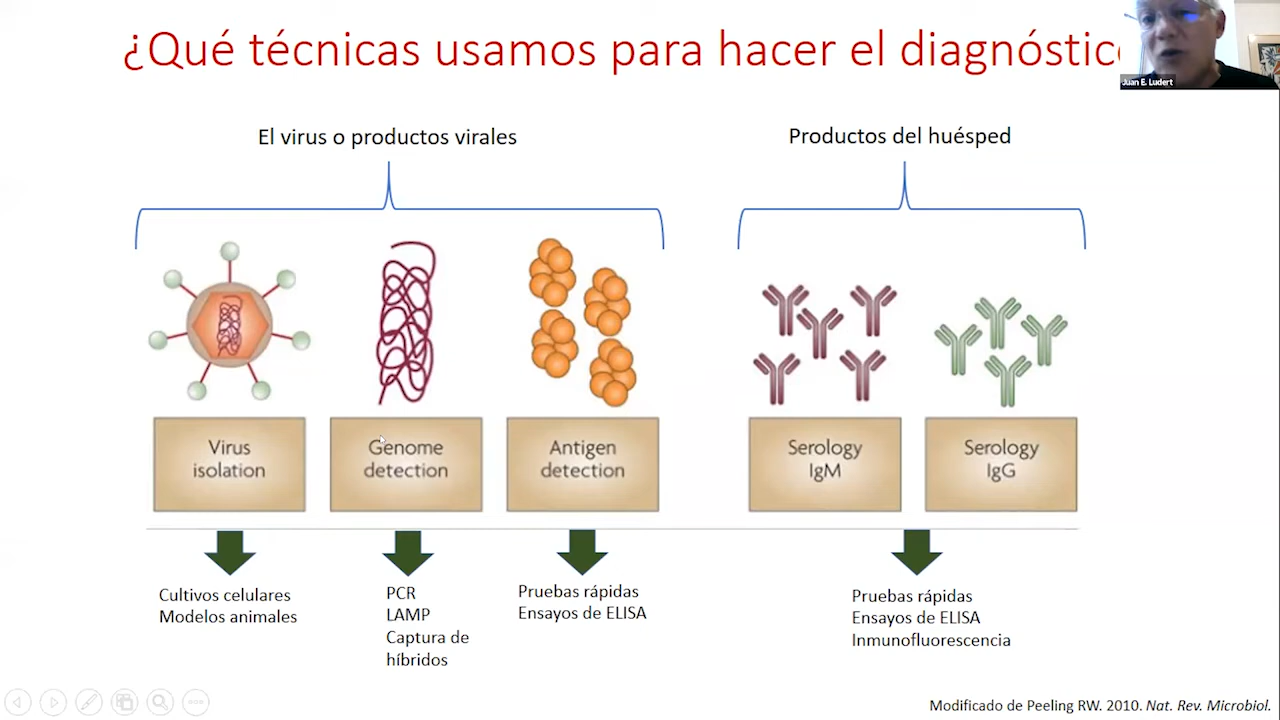 ¿Qué técnicas usamos para hacer el diagnóstic
Juan E. Ludert
El virus o productos virales
Productos del huésped
Virus
isolation
Genome
detection
Antigen
detection
Serology
IgM
Serology
IgG
Cultivos celulares
Modelos animales
PCR
LAMP
Captura de
híbridos
Pruebas rápidas
Ensayos de ELISA
Pruebas rápidas
Ensayos de ELISA
Inmunofluorescencia
Modificado de Peeling RW. 2010. Nat. Rev. Microbiol.